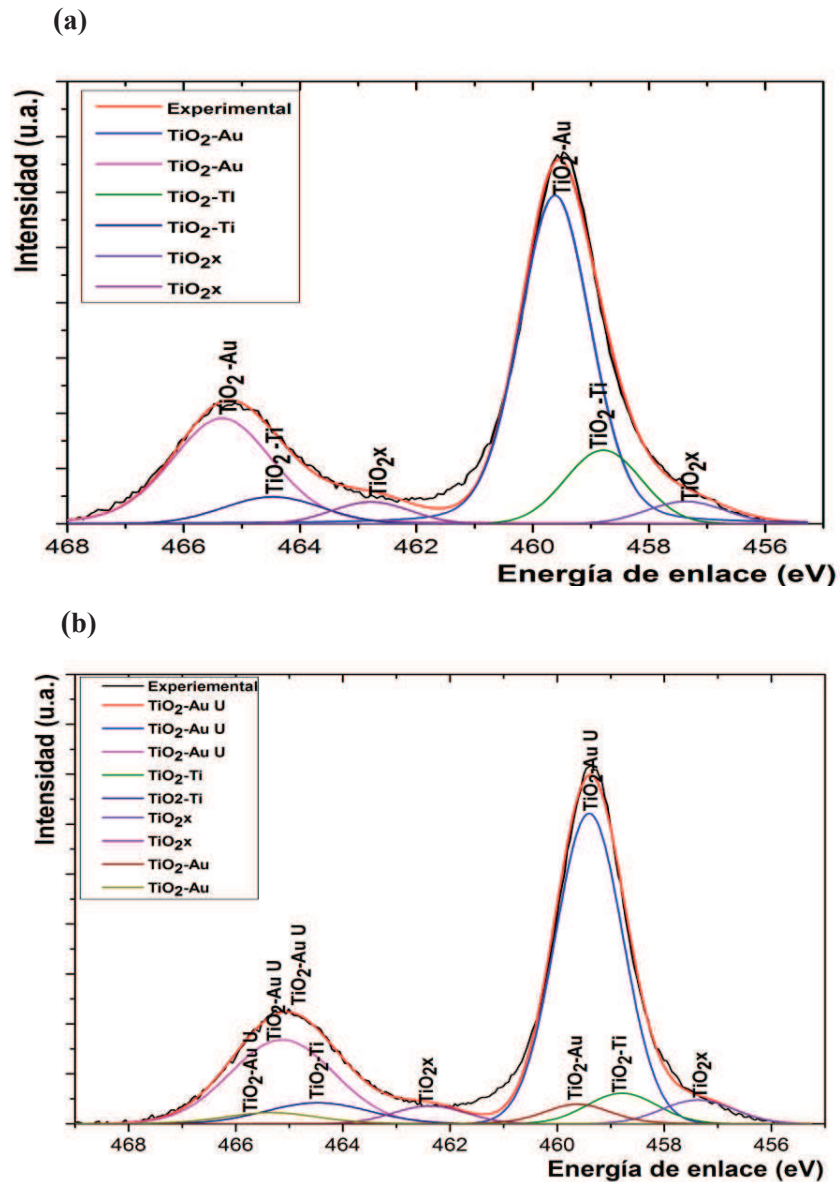 (a)
Intensidad (u.a.)
Experimental
TiO2-Au
TiO2-Au
TiO2-TI
TiO2-Ti
TiO2x
TiO2x
TiO2-Au
TiO2-Ti
TiO2x
TiO2-Au
TiO2-Ti
TiO2x
468 466 464 462 460 458 456
Energía de enlace (eV)
(b)
Intensidad (u.a.)
Experiemental
TiO2-Au U
TiO2-Au U
TiO2-Au U
TiO2-Ti
TiO2-Ti
TiO2x
TiO2x
TiO2-Au
TiO2-Au
TiO2-Au U
TiO2-Au U
TiO2-Au U
TiO2-Ti
TiO2x
TiO2-Au U
TiO2-Au
TiO2-Ti
TiO2x
468 466 464 462 460 458 456
Energía de enlace (eV)